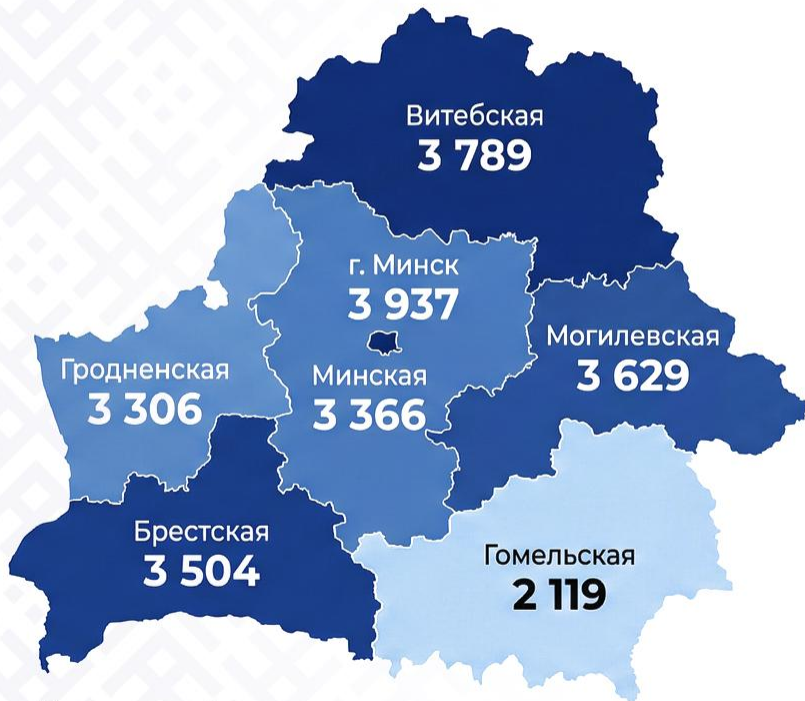 Витебская
3 789
г. Минск
3 937
Могилевская
3 629
Гродненская
3 306
Минская
3 366
Брестская
3 504
Гомельская
2 119